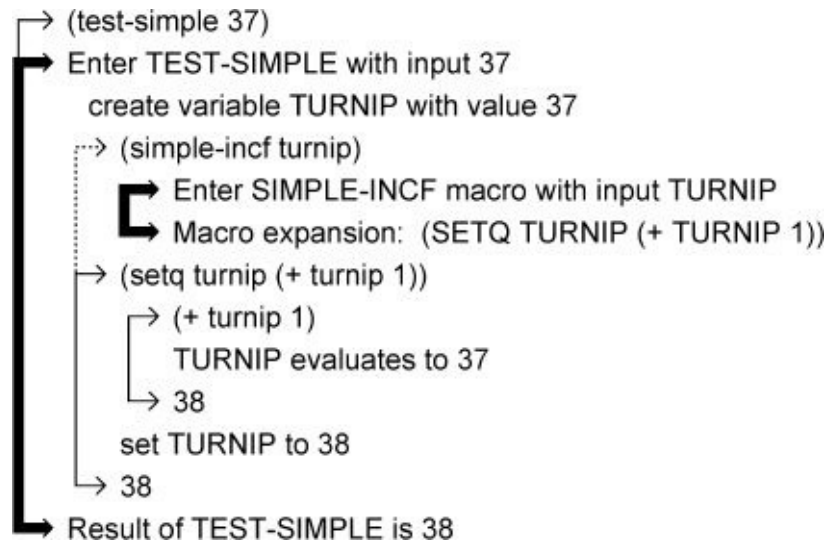 (test-simple 37)
Enter TEST-SIMPLE with input 37
create variable TURNIP with value 37
(simple-incf turnip)
Enter SIMPLE-INCF macro with input TURNIP
Macro expansion: (SETQ TURNIP (+ TURNIP 1))
(setq turnip (+ turnip 1))
(+ turnip 1)
TURNIP evaluates to 37
38
set TURNIP to 38
38
Result of TEST-SIMPLE is 38